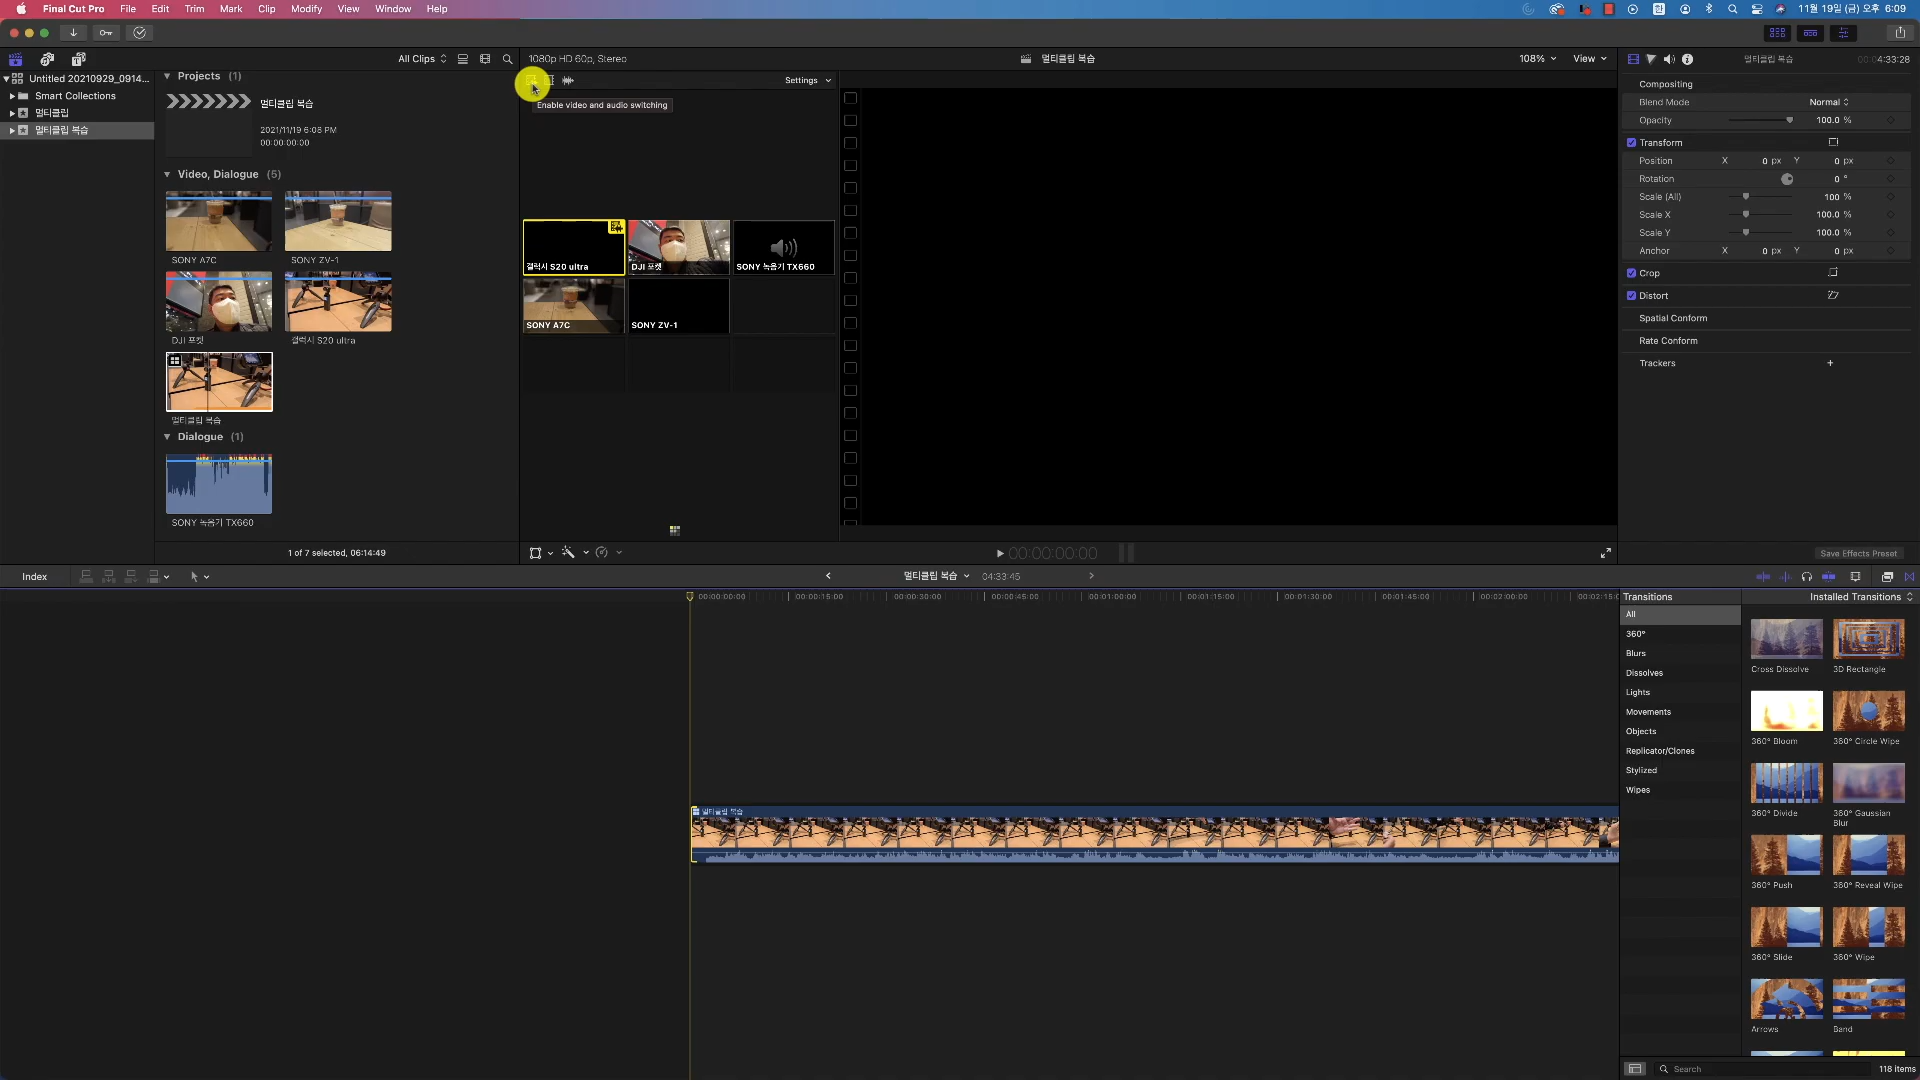 Final Cut Pro File Edit Trim Mark Clip Modify View Window Help
11월 19일 (금) 오후 6:09
All Clips
1080p HD 60p, Stereo
멀티클립 복습
108%
View
멀티클립 복습
4:33:28
Untitled 20210929_0914...
Smart Collections
멀티클립
멀티클립 복습
Projects (1)
멀티클립 복습
2021/11/19 6:08 PM
00:00:00:00
Video, Dialogue (5)
SONY A7C
SONY ZV-1
DJI 포켓
갤럭시 S20 ultra
멀티클립 복습
Dialogue (1)
SONY 녹음기 TX660
1 of 7 selected, 06:14:49
Settings
Enable video and audio switching
갤럭시 S20 ultra
DJI 포켓
SONY 녹음기 TX660
SONY A7C
SONY ZV-1
00:00:00:00
Compositing
Blend Mode Normal
Opacity 100.0 %
Transform
Position X 0 px Y 0 px
Rotation 0 °
Scale (All) 100 %
Scale X 100.0 %
Scale Y 100.0 %
Anchor X 0 px Y 0 px
Crop
Distort
Spatial Conform
Rate Conform
Trackers +
Save Effects Preset
Index
멀티클립 복습 04:33:45
00:00:00:00 00:00:15:00 00:00:30:00 00:00:45:00 00:01:00:00 00:01:15:00 00:01:30:00 00:01:45:00 00:02:00:00 00:02:15:0
멀티클립 복습
Transitions
Installed Transitions
All
360°
Blurs
Dissolves
Lights
Movements
Objects
Replicator/Clones
Stylized
Wipes
Cross Dissolve
3D Rectangle
360° Bloom
360° Circle Wipe
360° Divide
360° Gaussian
Blur
360° Push
360° Reveal Wipe
360° Slide
360° Wipe
Arrows
Band
Search
118 items